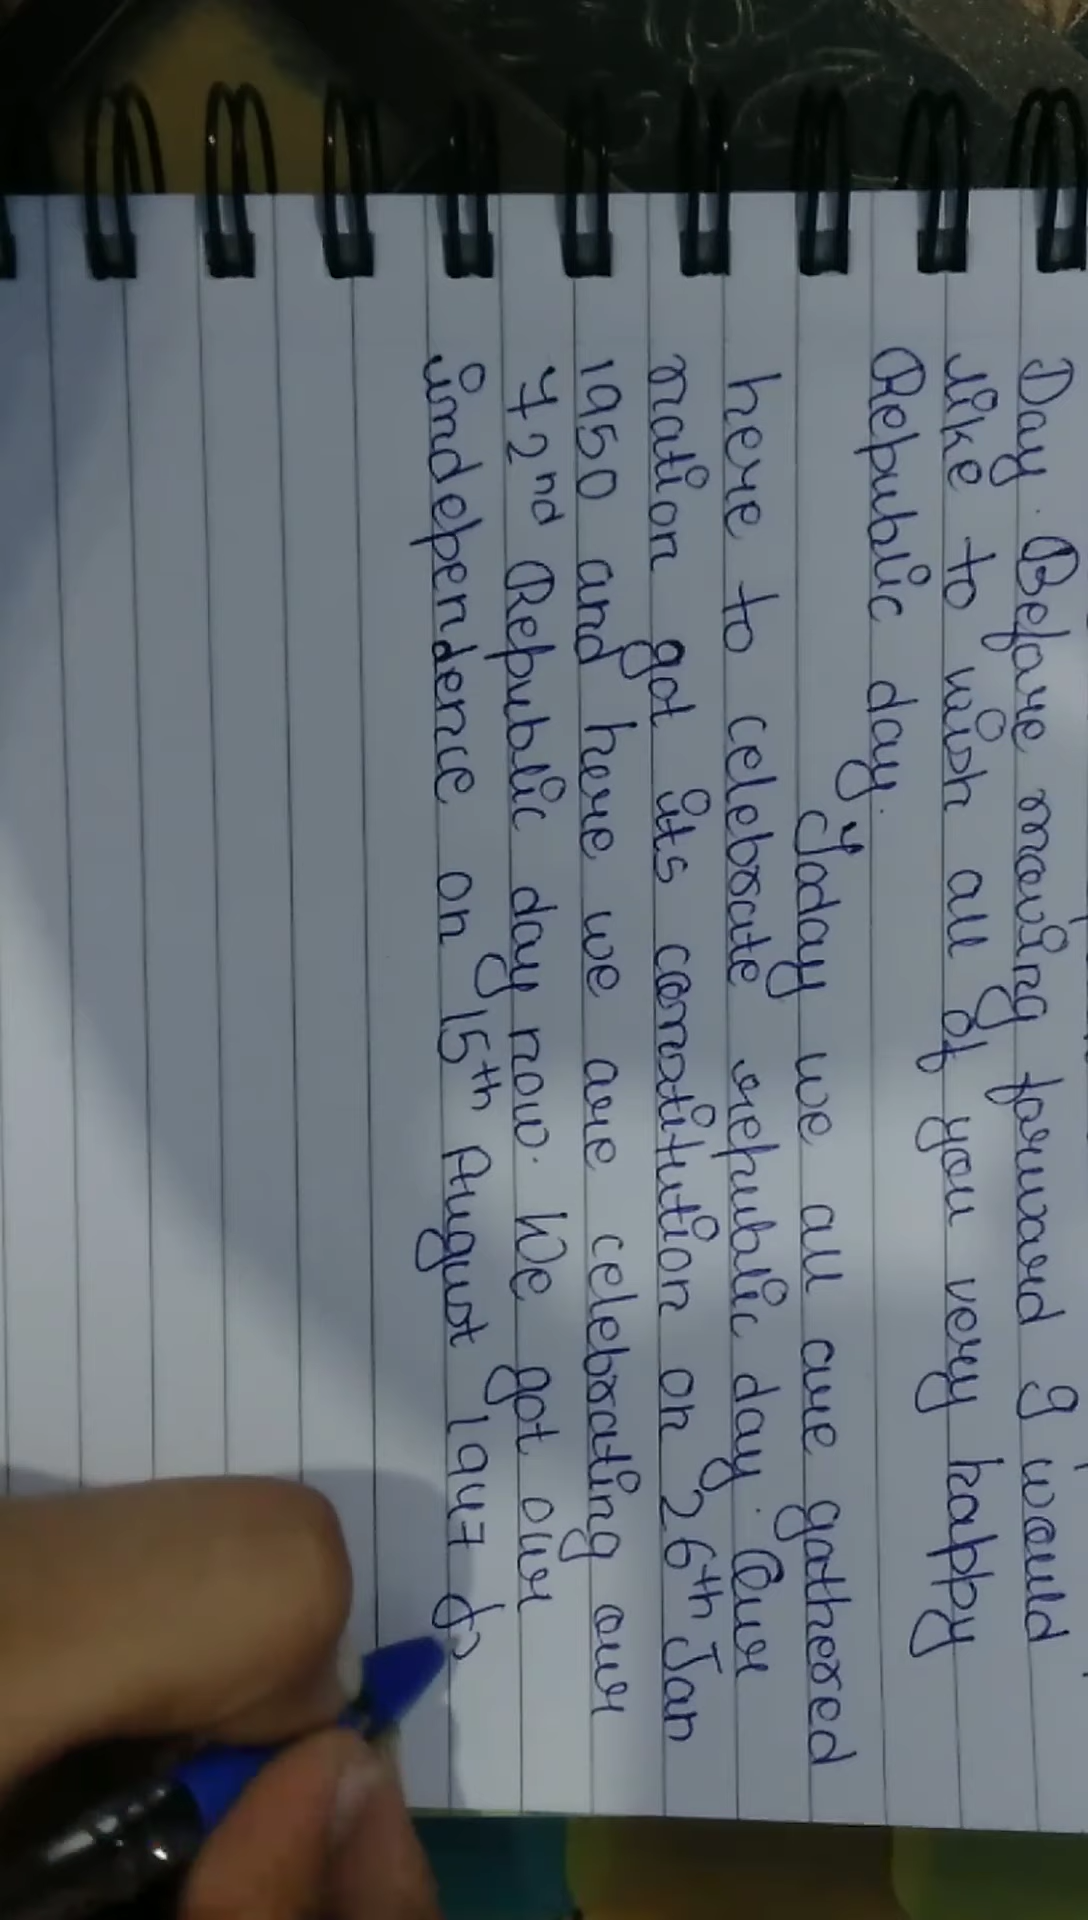 Day. Before moving forward I would
like to wish all of you very happy
Republic day.
Today we all are gathered
here to celebrate republic day. Our
nation got its constitution on 26th Jan
1950 and here we are celebrating our
72nd Republic day now. We got our
independence on 15th August 1947